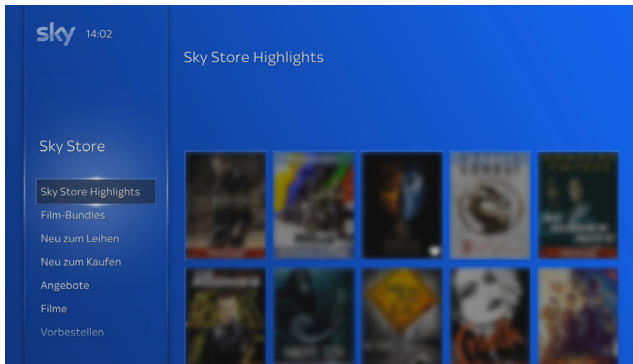 sky 14:02
Sky Store Highlights
Sky Store
Sky Store Highlights
Film-Bundles
Neu zum Leihen
Neu zum Kaufen
Angebote
Filme
Vorbestellen